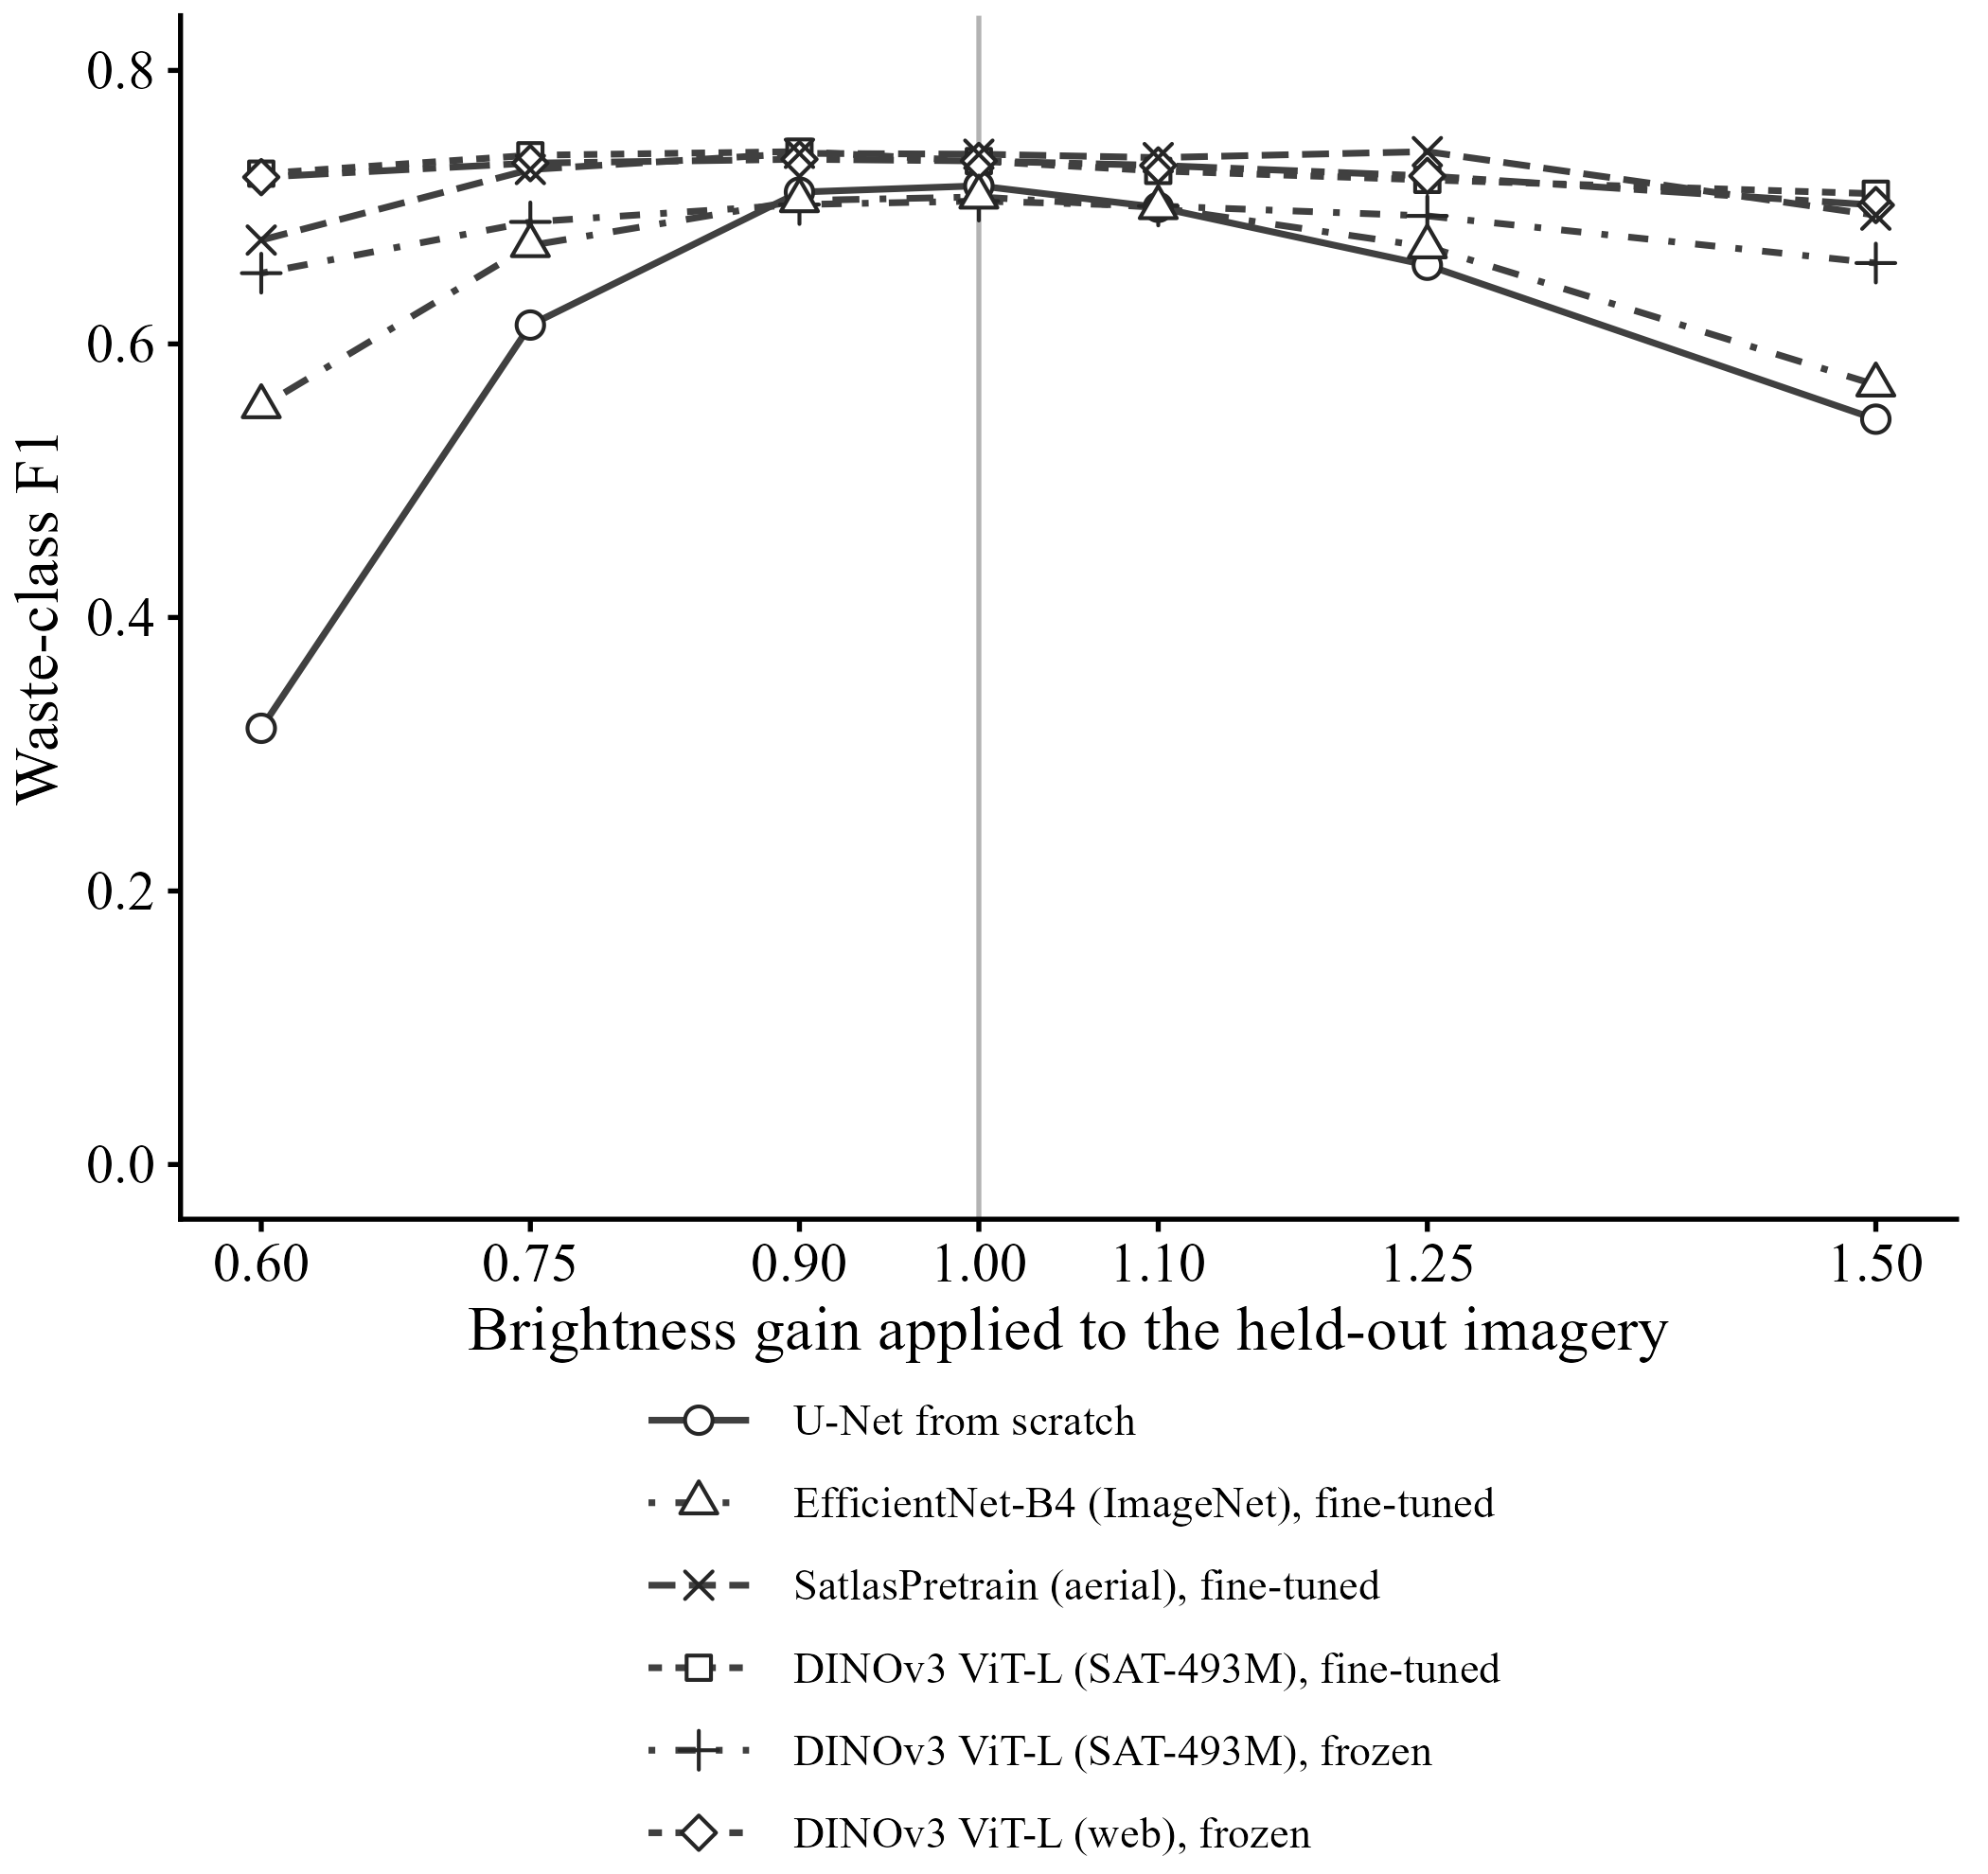 0.8
0.6
0.4
0.2
0.0
Waste-class F1
0.60 0.75 0.90 1.00 1.10 1.25 1.50
Brightness gain applied to the held-out imagery
U-Net from scratch
EfficientNet-B4 (ImageNet), fine-tuned
SatlasPretrain (aerial), fine-tuned
DINOv3 ViT-L (SAT-493M), fine-tuned
DINOv3 ViT-L (SAT-493M), frozen
DINOv3 ViT-L (web), frozen